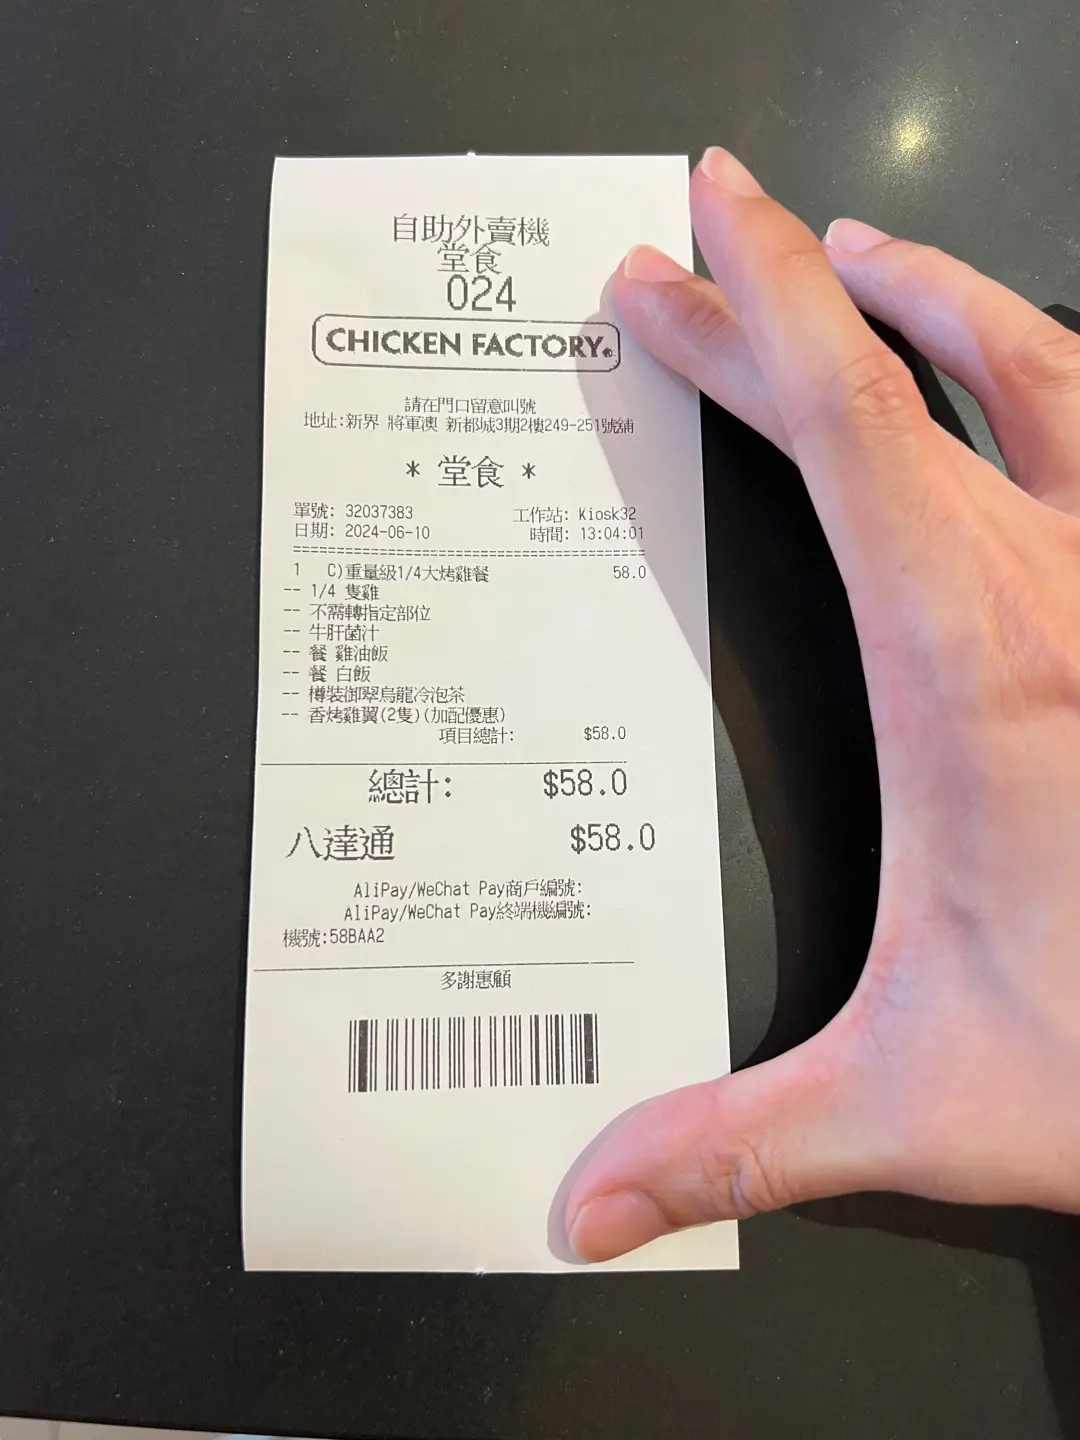 自助外賣機
堂食
024
CHICKEN FACTORY®
請在門口留意叫號
地址:新界 將軍澳 新都城3期2樓249-251號鋪
* 堂食 *
單號: 32037383 工作站: Kiosk32
日期: 2024-06-10 時間: 13:04:01
==========================================
1 C)重量級1/4大烤雞餐 58.0
-- 1/4 隻雞
-- 不需轉指定部位
-- 牛肝菌汁
-- 餐 雞油飯
-- 餐 白飯
-- 樽裝御翠烏龍冷泡茶
-- 香烤雞翼(2隻)(加配優惠)
項目總計: $58.0
總計: $58.0
八達通 $58.0
AliPay/WeChat Pay商戶編號:
AliPay/WeChat Pay終端機編號:
機號:58BAA2
多謝惠顧